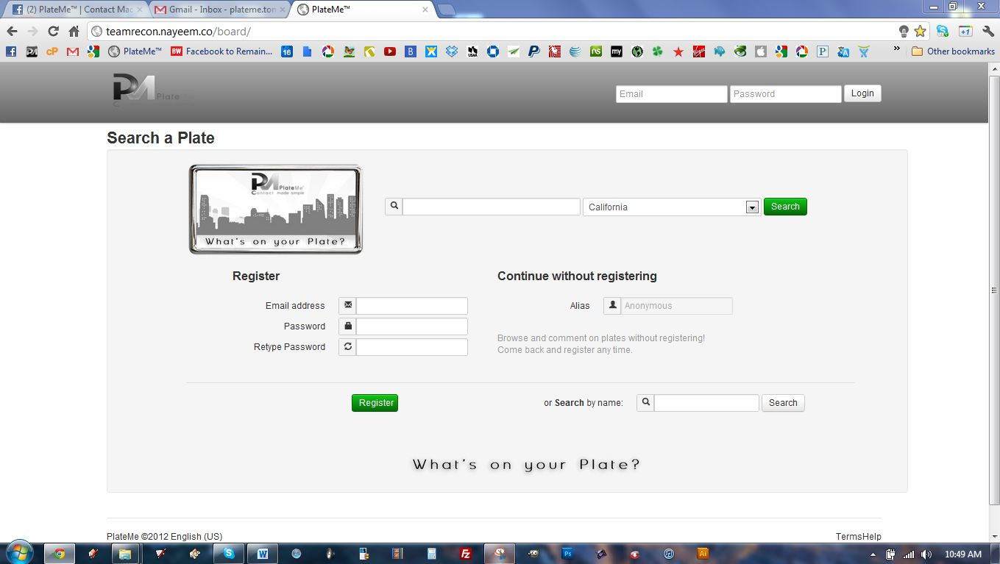 (2) PlateMe™ | Contact Mac
Gmail - Inbox - plateme.ton
PlateMe™
teamrecon.nayeem.co/board/
PlateMe™
BW Facebook to Remain...
16
Other bookmarks
PM Plate
C
Email
Password
Login
Search a Plate
PM PlateMe
Contact made simple
What's on your Plate?
California
Search
Register
Continue without registering
Email address
Alias
Anonymous
Password
Retype Password
Browse and comment on plates without registering!
Come back and register any time.
Register
or Search by name:
Search
What's on your Plate?
PlateMe ©2012 English (US)
TermsHelp
10:49 AM